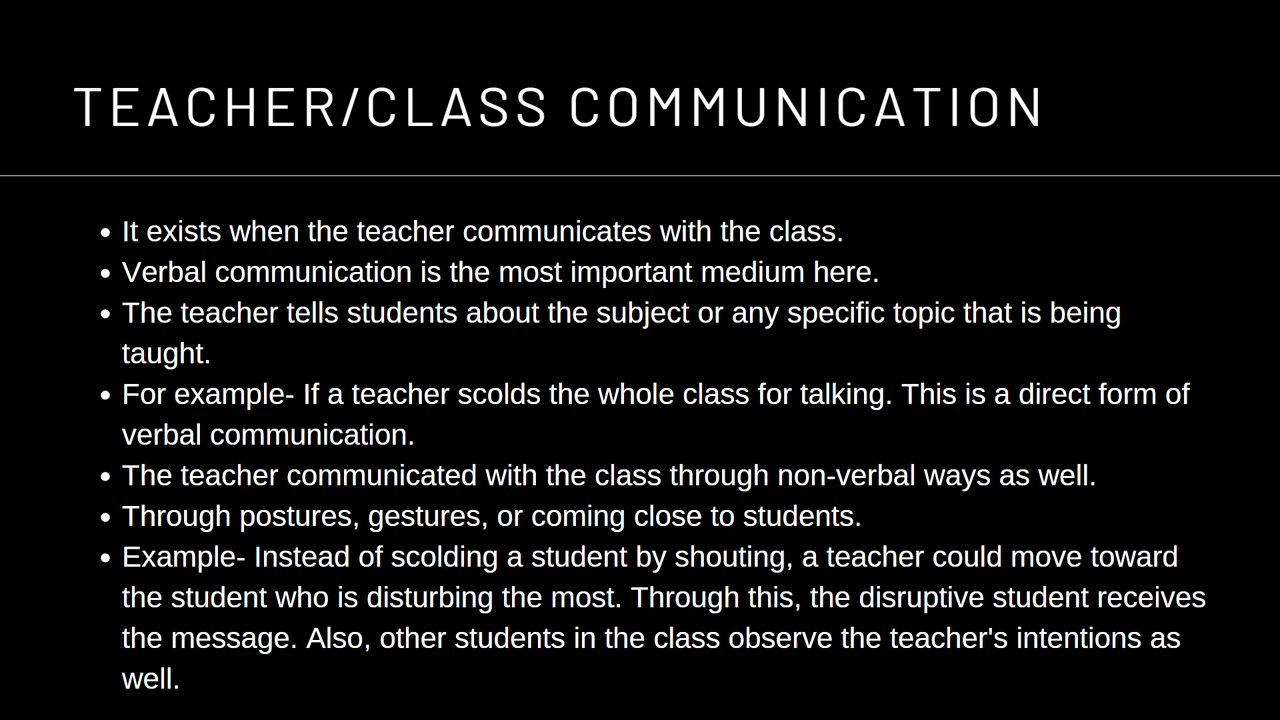 TEACHER/CLASS COMMUNICATION
• It exists when the teacher communicates with the class.
• Verbal communication is the most important medium here.
• The teacher tells students about the subject or any specific topic that is being
taught.
• For example- If a teacher scolds the whole class for talking. This is a direct form of
verbal communication.
• The teacher communicated with the class through non-verbal ways as well.
• Through postures, gestures, or coming close to students.
• Example- Instead of scolding a student by shouting, a teacher could move toward
the student who is disturbing the most. Through this, the disruptive student receives
the message. Also, other students in the class observe the teacher's intentions as
well.